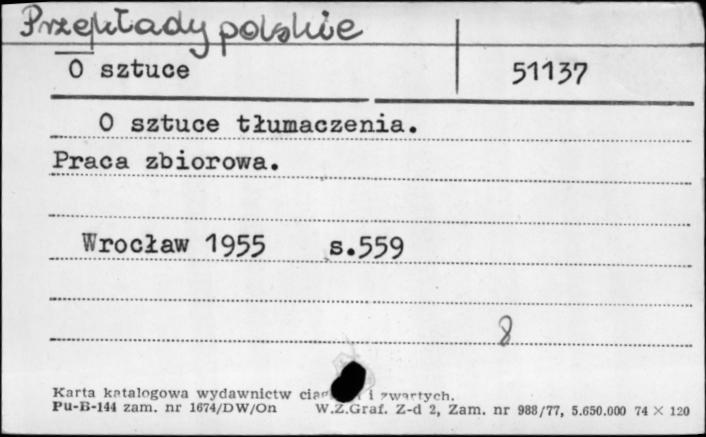 Przekłady polskie
O sztuce 51137
O sztuce tłumaczenia.
Praca zbiorowa.
Wrocław 1955 s.559
8
Karta katalogowa wydawnictw i zwartych.
Pu-B-144 zam. nr 1674/DW/On W.Z.Graf. Z-d 2, Zam. nr 988/77, 5.650.000 74 × 120